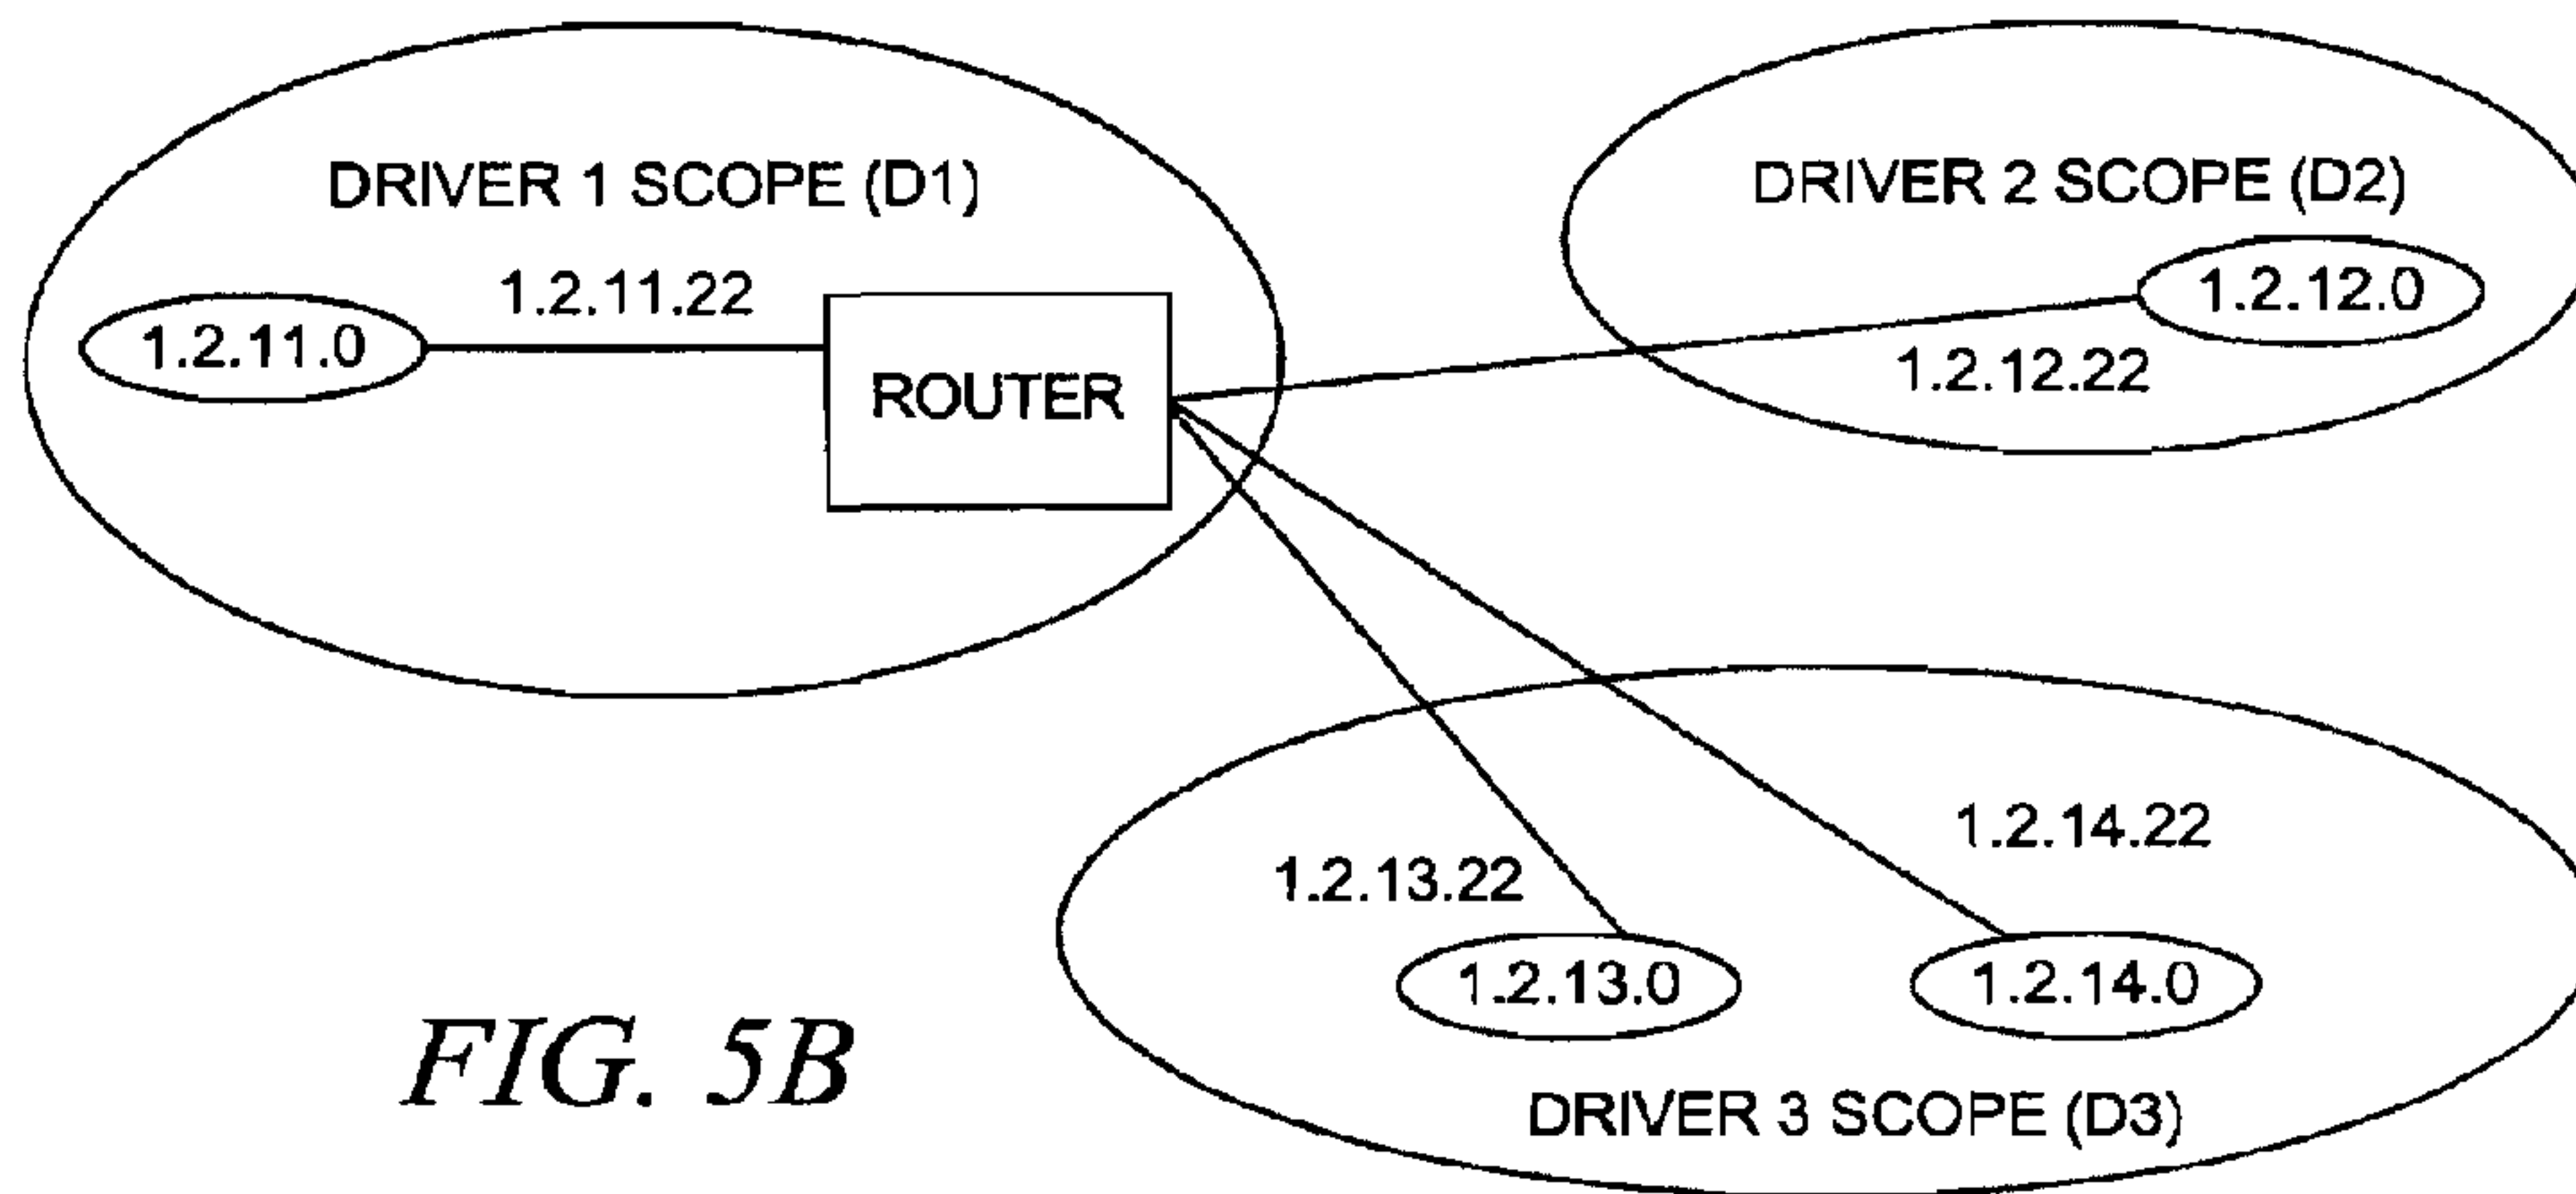 DRIVER 1 SCOPE (D1)
1.2.11.22
1.2.11.0
ROUTER
DRIVER 2 SCOPE (D2)
1.2.12.0
1.2.12.22
1.2.14.22
1.2.13.22
1.2.13.0
1.2.14.0
DRIVER 3 SCOPE (D3)
FIG. 5B